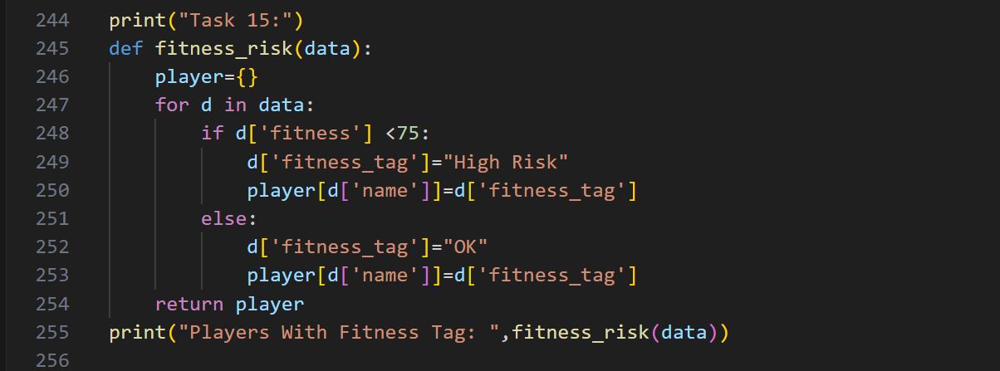 244 print("Task 15:")
245 def fitness_risk(data):
246     player={}
247     for d in data:
248         if d['fitness'] <75:
249             d['fitness_tag']="High Risk"
250             player[d['name']]=d['fitness_tag']
251         else:
252             d['fitness_tag']="OK"
253             player[d['name']]=d['fitness_tag']
254     return player
255 print("Players With Fitness Tag: ",fitness_risk(data))
256